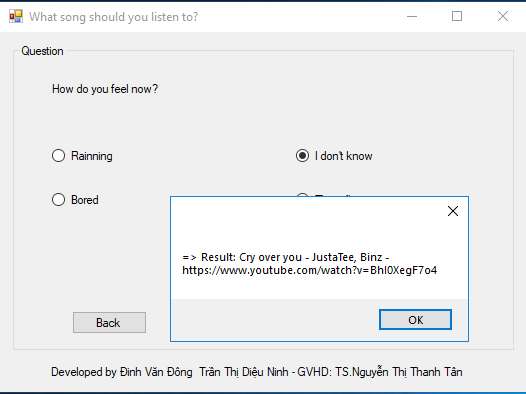 What song should you listen to?
Question
How do you feel now?
Rainning
I don't know
Bored
=> Result: Cry over you - JustaTee, Binz -
https://www.youtube.com/watch?v=BhI0XegF7o4
OK
Back
Developed by Đinh Văn Đông Trần Thị Diệu Ninh - GVHD: TS.Nguyễn Thị Thanh Tân